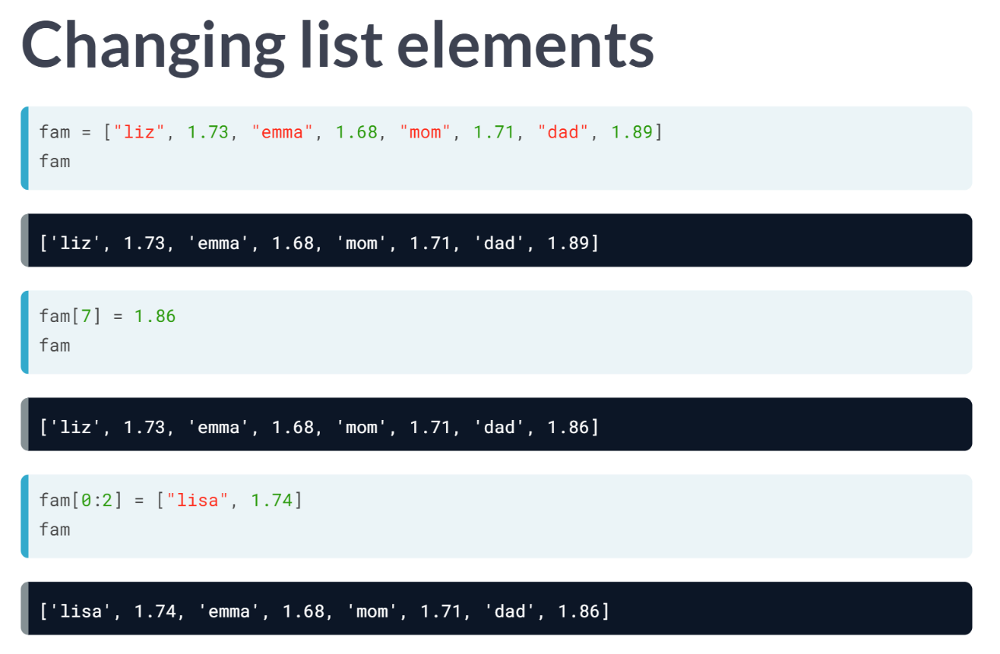 Changing list elements
fam = ["liz", 1.73, "emma", 1.68, "mom", 1.71, "dad", 1.89]
fam
['liz', 1.73, 'emma', 1.68, 'mom', 1.71, 'dad', 1.89]
fam[7] = 1.86
fam
['liz', 1.73, 'emma', 1.68, 'mom', 1.71, 'dad', 1.86]
fam[0:2] = ["lisa", 1.74]
fam
['lisa', 1.74, 'emma', 1.68, 'mom', 1.71, 'dad', 1.86]